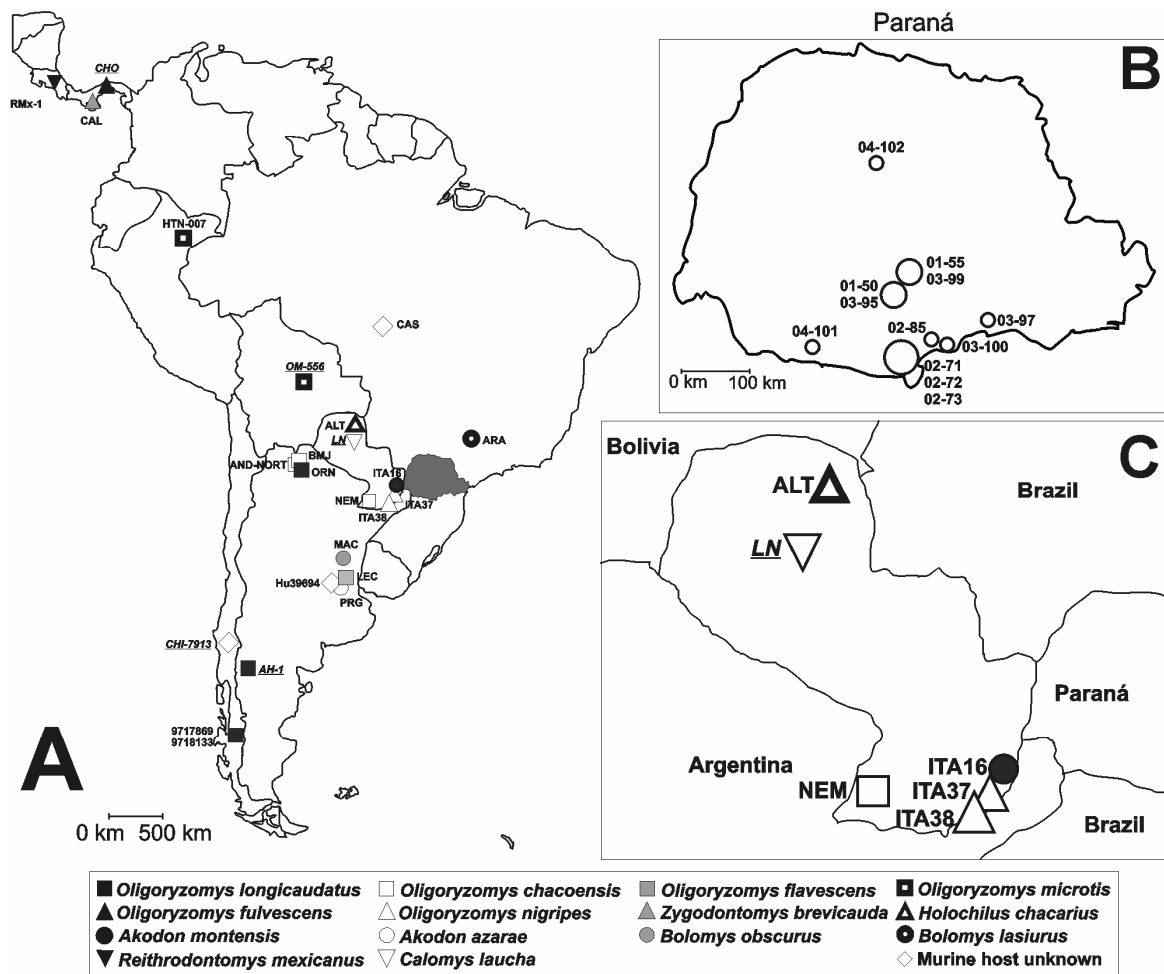 Paraná
CHO
RMx-1
CAL
HTN-007
CAS
OM-556
ALT
LN
ARA
BMJ
AND-NORT
ORN
ITA16
NEM
ITA37
ITA38
MAC
LEC
Hu39694
PRG
CHI-7913
AH-1
9717869
9718133
A
0 km 500 km
B
04-102
01-55
03-99
01-50
03-95
03-97
02-85
04-101
03-100
02-71
02-72
02-73
0 km 100 km
Bolivia
C
ALT
Brazil
LN
Paraná
Argentina
ITA16
NEM
ITA37
ITA38
Brazil
Oligoryzomys longicaudatus
Oligoryzomys chacoensis
Oligoryzomys flavescens
Oligoryzomys microtis
Oligoryzomys fulvescens
Oligoryzomys nigripes
Zygodontomys brevicauda
Holochilus chacarius
Akodon montensis
Akodon azarae
Bolomys obscurus
Bolomys lasiurus
Reithrodontomys mexicanus
Calomys laucha
Murine host unknown